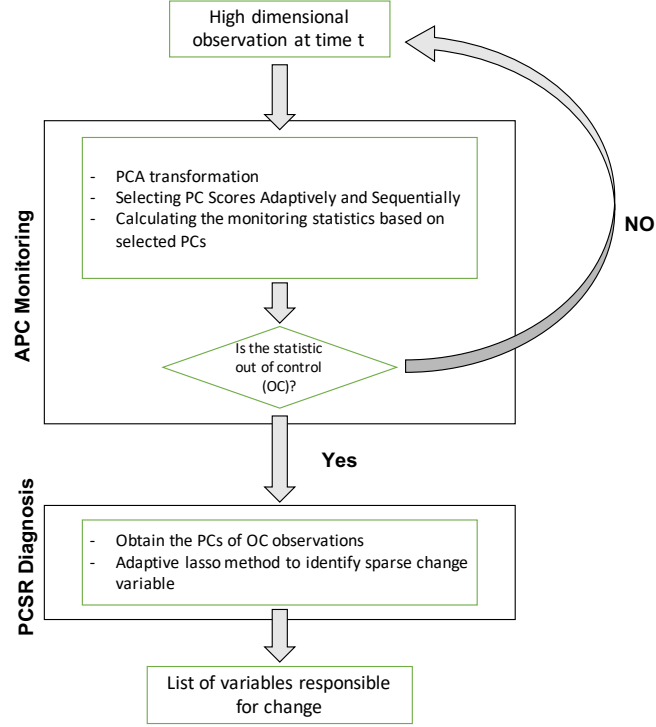 High dimensional
observation at time t
APC Monitoring
- PCA transformation
- Selecting PC Scores Adaptively and Sequentially
- Calculating the monitoring statistics based on
selected PCs
NO
Is the statistic
out of control
(OC)?
Yes
PCSR Diagnosis
- Obtain the PCs of OC observations
- Adaptive lasso method to identify sparse change
variable
List of variables responsible
for change